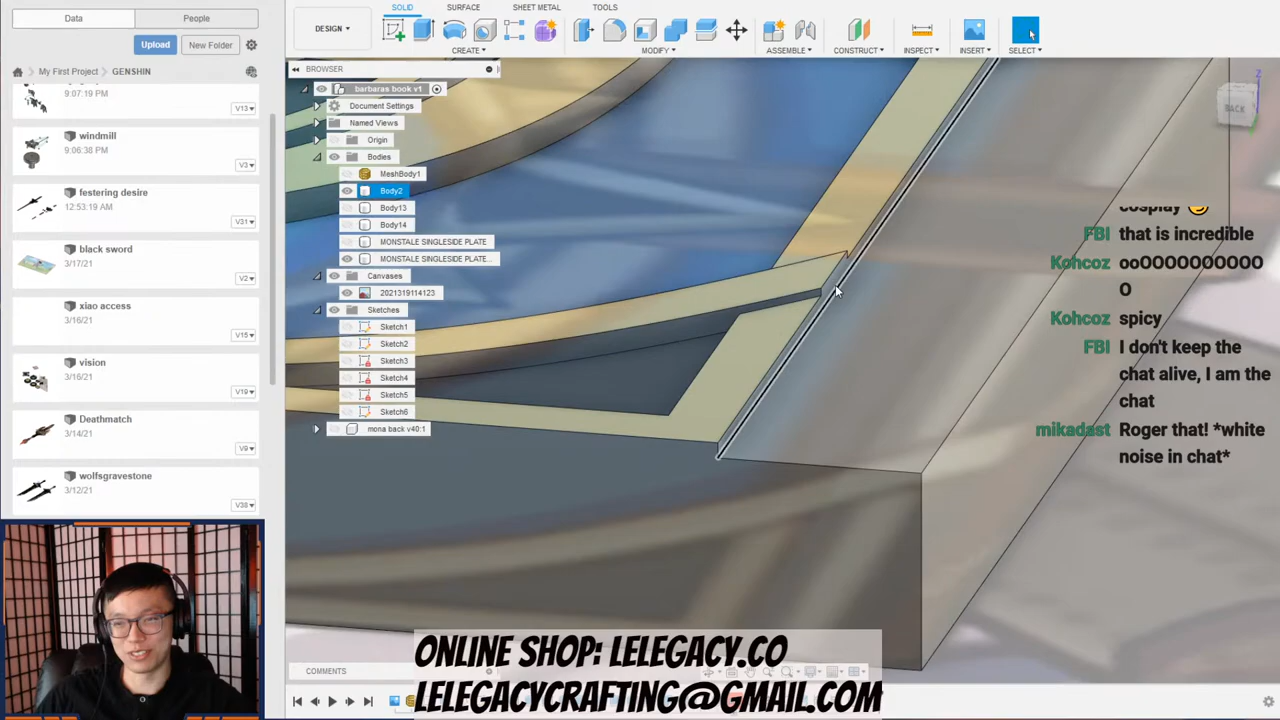 Data
People
SOLID
SURFACE
SHEET METAL
TOOLS
Upload
New Folder
DESIGN
CREATE
MODIFY
ASSEMBLE
CONSTRUCT
INSPECT
INSERT
SELECT
My First Project
GENSHIN
BROWSER
barbaras book v1
9:07:19 PM
V13
Document Settings
Named Views
Origin
Bodies
MeshBody1
Body2
Body13
Body14
MONSTALE SINGLESIDE PLATE
MONSTALE SINGLESIDE PLATE...
Canvases
2021319114123
Sketches
Sketch1
Sketch2
Sketch3
Sketch4
Sketch5
Sketch6
mona back v40:1
windmill
9:06:38 PM
V3
festering desire
12:53:19 AM
V31
black sword
3/17/21
V2
xiao access
3/16/21
V15
vision
3/16/21
V19
Deathmatch
3/14/21
V9
wolfsgravestone
3/12/21
V38
BACK
Z
cosplay 
FBI that is incredible
Kohcoz ooOOOOOOOOOO
O
Kohcoz spicy
FBI I don't keep the
chat alive, I am the
chat
mikadast Roger that! *white
noise in chat*
COMMENTS
ONLINE SHOP: LELEGACY.CO
LELEGACYCRAFTING@GMAIL.COM